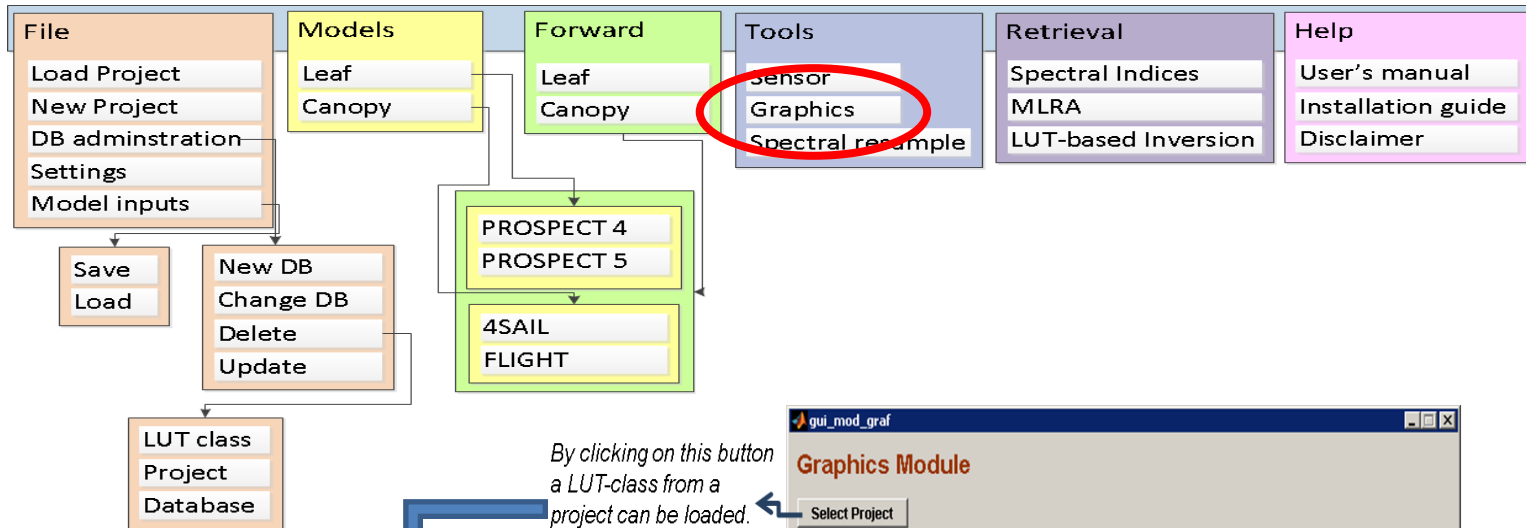 File
Load Project
New Project
DB adminstration
Settings
Model inputs
Models
Leaf
Canopy
Forward
Leaf
Canopy
Tools
Sensor
Graphics
Spectral resample
Retrieval
Spectral Indices
MLRA
LUT-based Inversion
Help
User's manual
Installation guide
Disclaimer
Save
Load
New DB
Change DB
Delete
Update
PROSPECT 4
PROSPECT 5
4SAIL
FLIGHT
LUT class
Project
Database
By clicking on this button
a LUT-class from a
project can be loaded.
gui_mod_graf
Graphics Module
Select Project